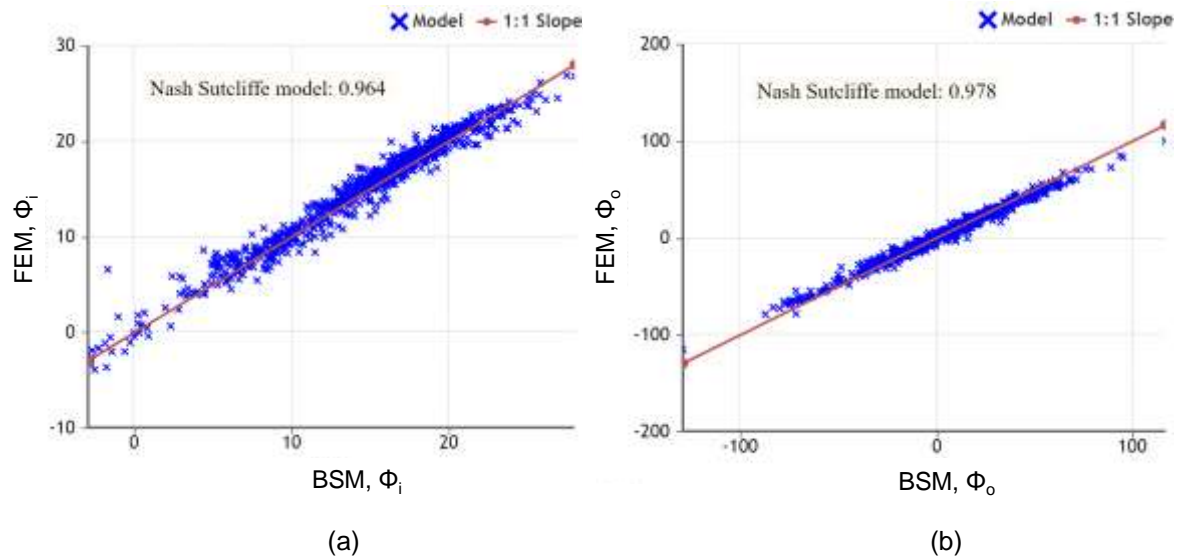 Model 1:1 Slope
Nash Sutcliffe model: 0.964
30
20
10
0
-10
FEM, Φi
0 10 20
BSM, Φi
(a)
Model 1:1 Slope
Nash Sutcliffe model: 0.978
200
100
0
-100
-200
FEM, Φo
-100 0 100
BSM, Φo
(b)